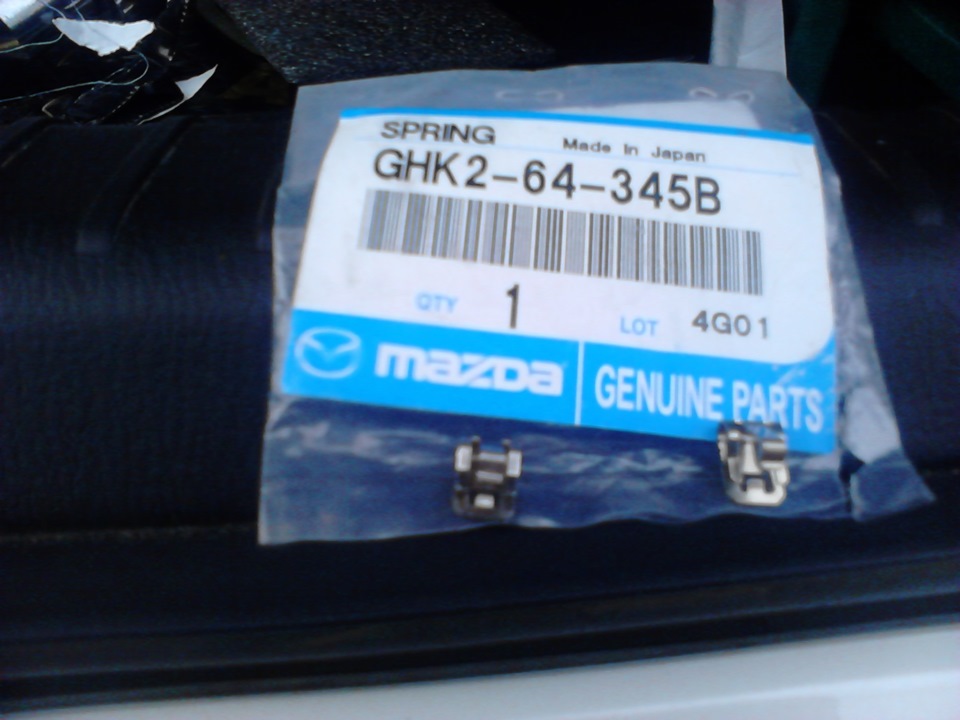 SPRING
Made In Japan
GHK2-64-345B
QTY 1
LOT 4G01
mazda
GENUINE PARTS